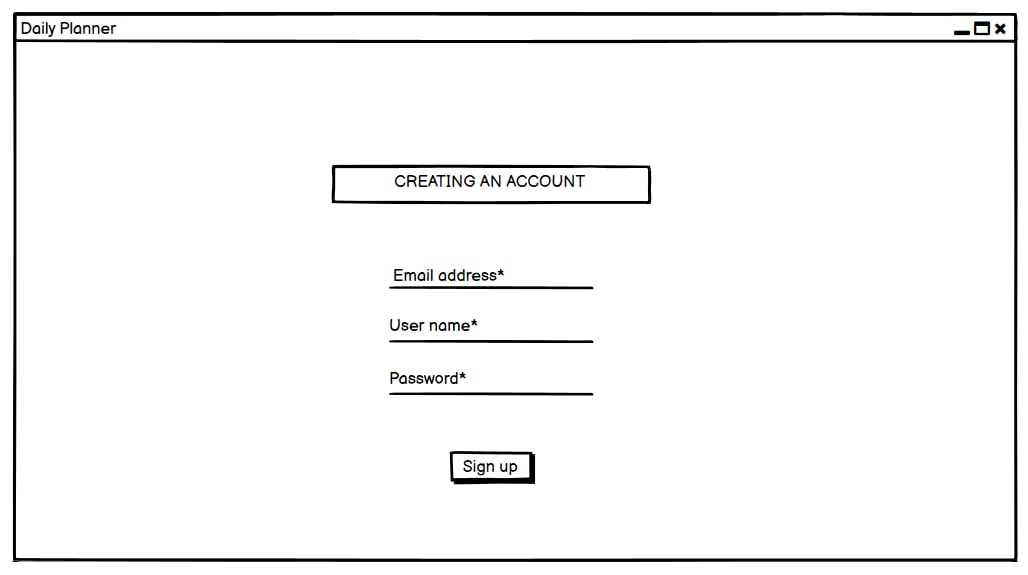 Daily Planner
CREATING AN ACCOUNT
Email address*
User name*
Password*
Sign up